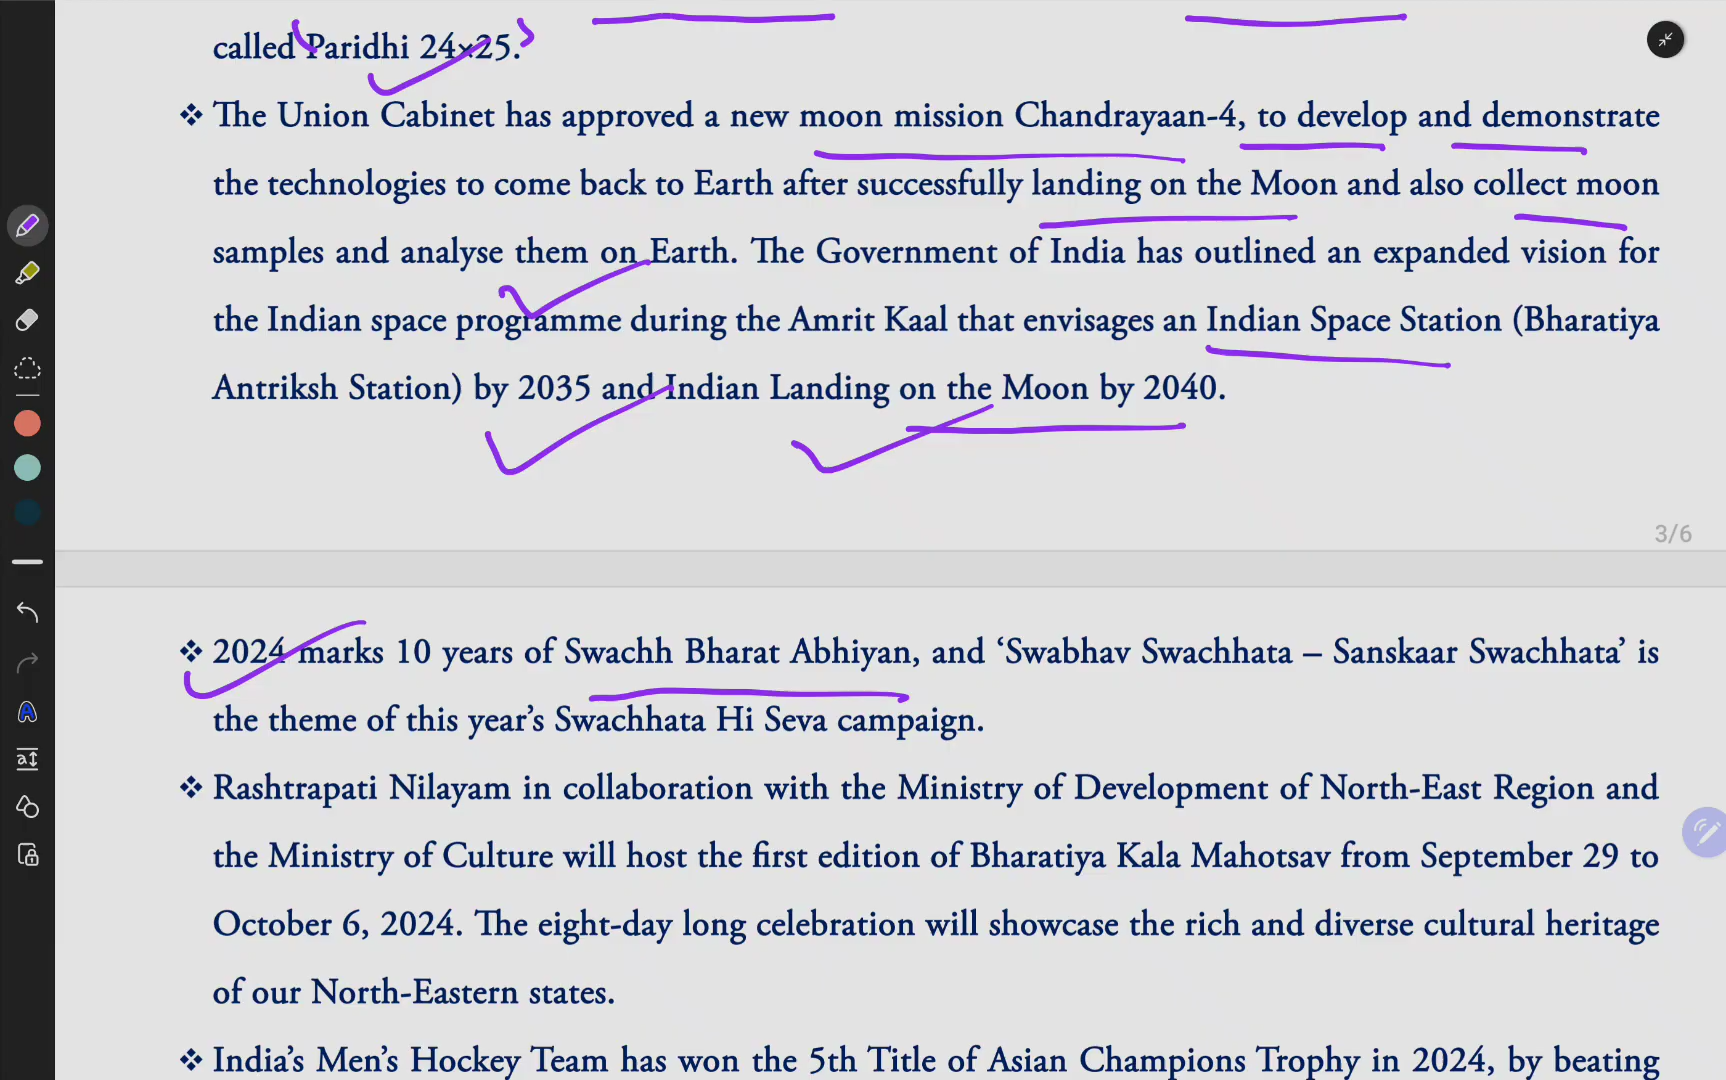 called Paridhi 24×25.
❖ The Union Cabinet has approved a new moon mission Chandrayaan-4, to develop and demonstrate
the technologies to come back to Earth after successfully landing on the Moon and also collect moon
samples and analyse them on Earth. The Government of India has outlined an expanded vision for
the Indian space programme during the Amrit Kaal that envisages an Indian Space Station (Bharatiya
Antriksh Station) by 2035 and Indian Landing on the Moon by 2040.
3/6
❖ 2024 marks 10 years of Swachh Bharat Abhiyan, and ‘Swabhav Swachhata – Sanskaar Swachhata’ is
the theme of this year’s Swachhata Hi Seva campaign.
❖ Rashtrapati Nilayam in collaboration with the Ministry of Development of North-East Region and
the Ministry of Culture will host the first edition of Bharatiya Kala Mahotsav from September 29 to
October 6, 2024. The eight-day long celebration will showcase the rich and diverse cultural heritage
of our North-Eastern states.
❖ India’s Men’s Hockey Team has won the 5th Title of Asian Champions Trophy in 2024, by beating